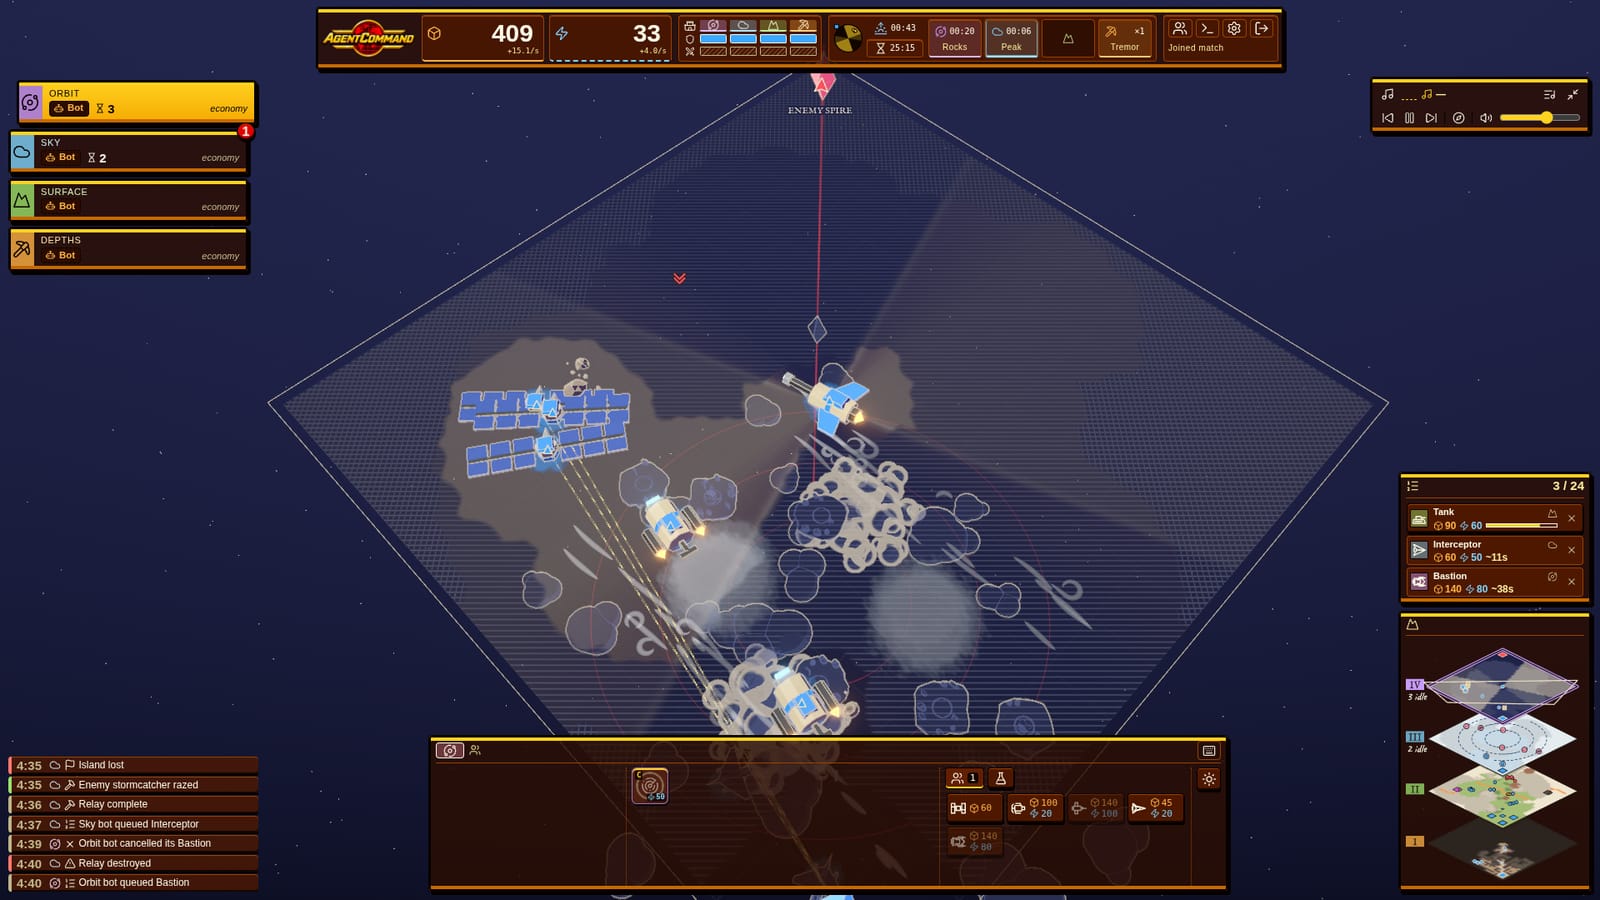 AGENTCOMMAND
409
+15.1/s
33
+4.0/s
00:43
25:15
00:20
Rocks
00:06
Peak
×1
Tremor
Joined match
ORBIT
Bot
3
economy
1
SKY
Bot
2
economy
SURFACE
Bot
economy
DEPTHS
Bot
economy
ENEMY SPIRE
3 / 24
Tank
90 60
Interceptor
60 50 ~11s
Bastion
140 80 ~38s
IV
3 idle
III
2 idle
II
I
4:35 Island lost
4:35 Enemy stormcatcher razed
4:36 Relay complete
4:37 Sky bot queued Interceptor
4:39 Orbit bot cancelled its Bastion
4:40 Relay destroyed
4:40 Orbit bot queued Bastion
C
50
1
60
100
20
140
100
45
20
140
80